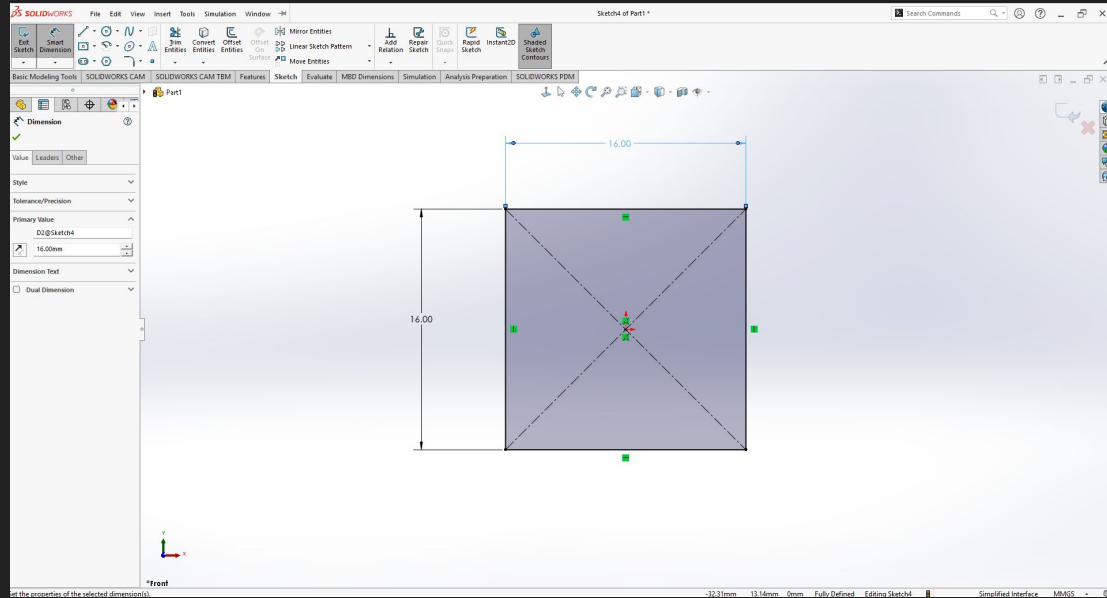 SOLIDWORKS File Edit View Insert Tools Simulation Window Sketch4 of Part1 * Search Commands
Exit Sketch
Smart Dimension
Trim Entities
Convert Entities
Offset Entities
Offset On Surface
Mirror Entities
Linear Sketch Pattern
Move Entities
Add Relation
Repair Sketch
Quick Snaps
Rapid Sketch
Instant2D
Shaded Sketch Contours
Basic Modeling Tools SOLIDWORKS CAM SOLIDWORKS CAM TBM Features Sketch Evaluate MBD Dimensions Simulation Analysis Preparation SOLIDWORKS PDM
Part1
Dimension
Value Leaders Other
Style
Tolerance/Precision
Primary Value
D2@Sketch4
16.00mm
Dimension Text
Dual Dimension
16.00
16.00
Y
X
*Front
Set the properties of the selected dimension(s). -32.31mm 13.14mm 0mm Fully Defined Editing Sketch4 Simplified Interface MMGS